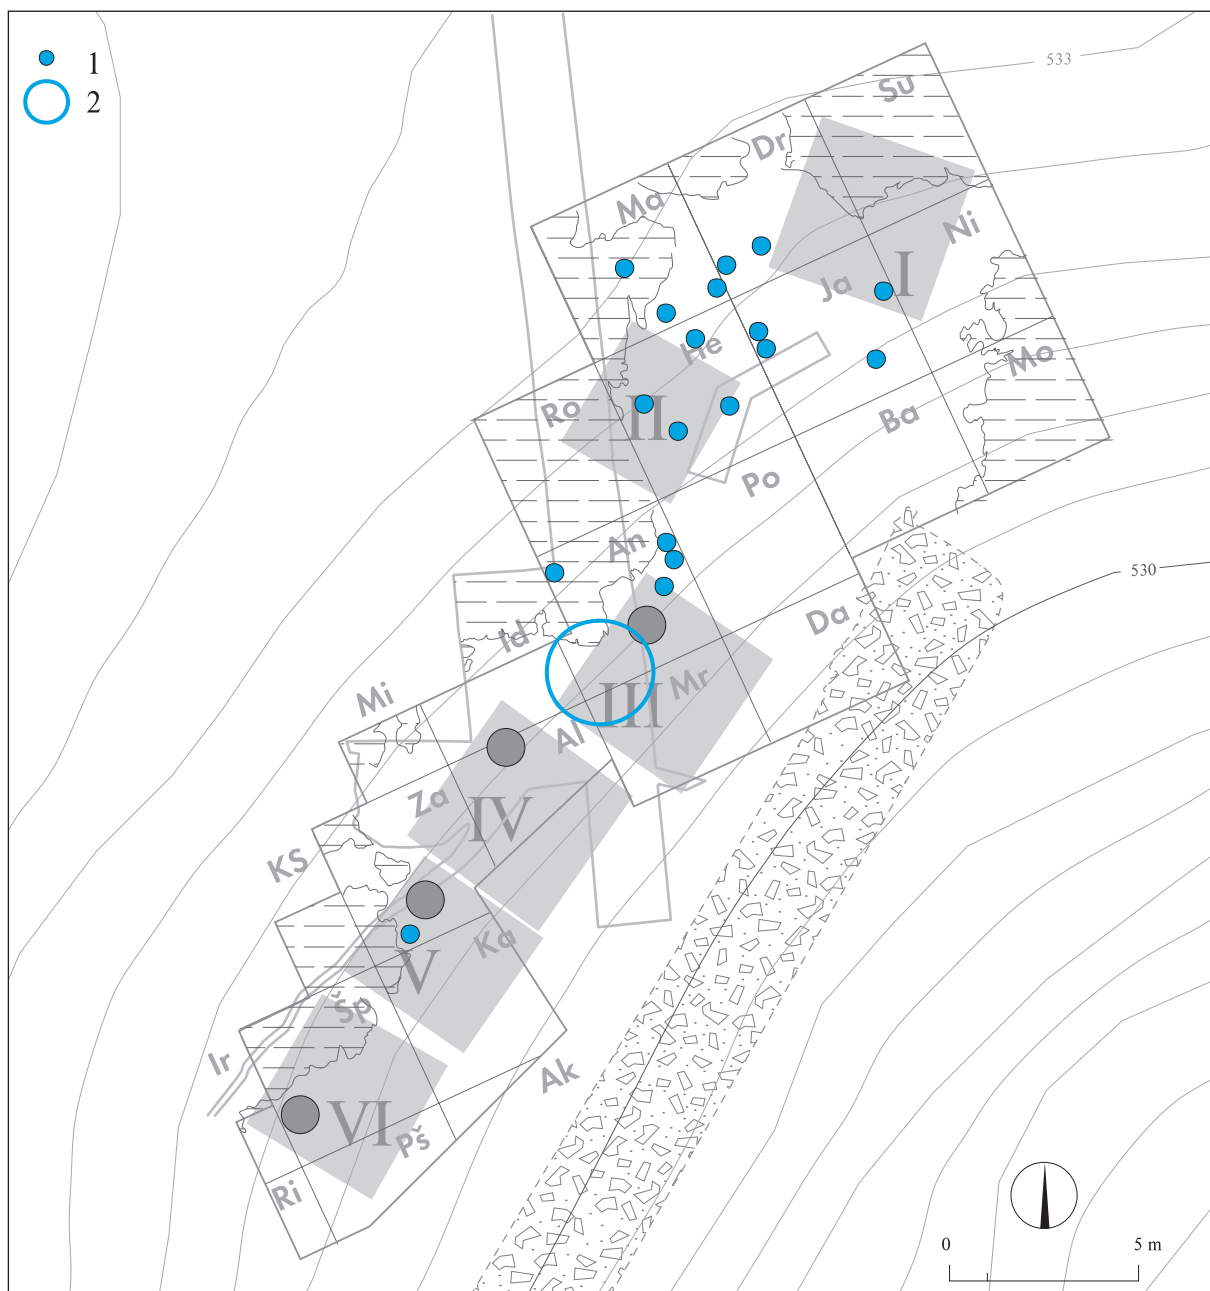 1
2
533
Su
Dr
Ma
Ni
I
Ja
He
Mo
Ro
II
Ba
Po
An
530
Id
Da
Mi
Mr
III
Al
Za
IV
KS
Ka
V
Šp
Ir
Ak
VI
Pš
Ri
0 5 m